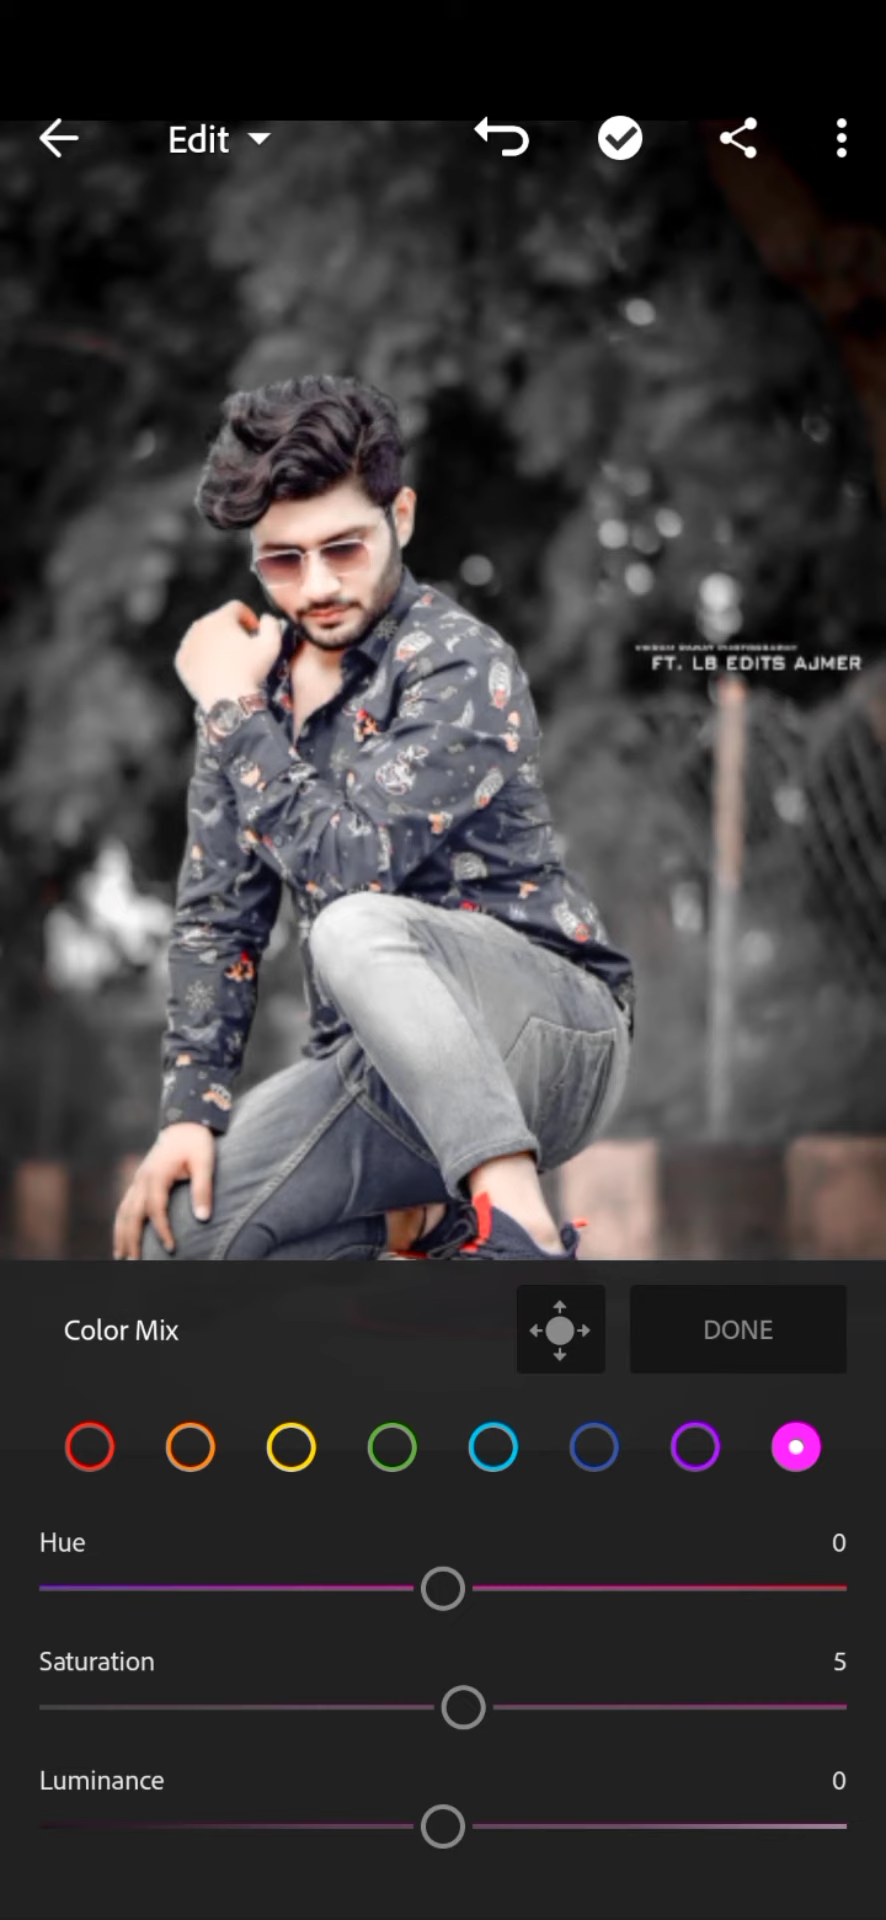 Edit
FT. LB EDITS AJMER
Color Mix
DONE
Hue 0
Saturation 5
Luminance 0